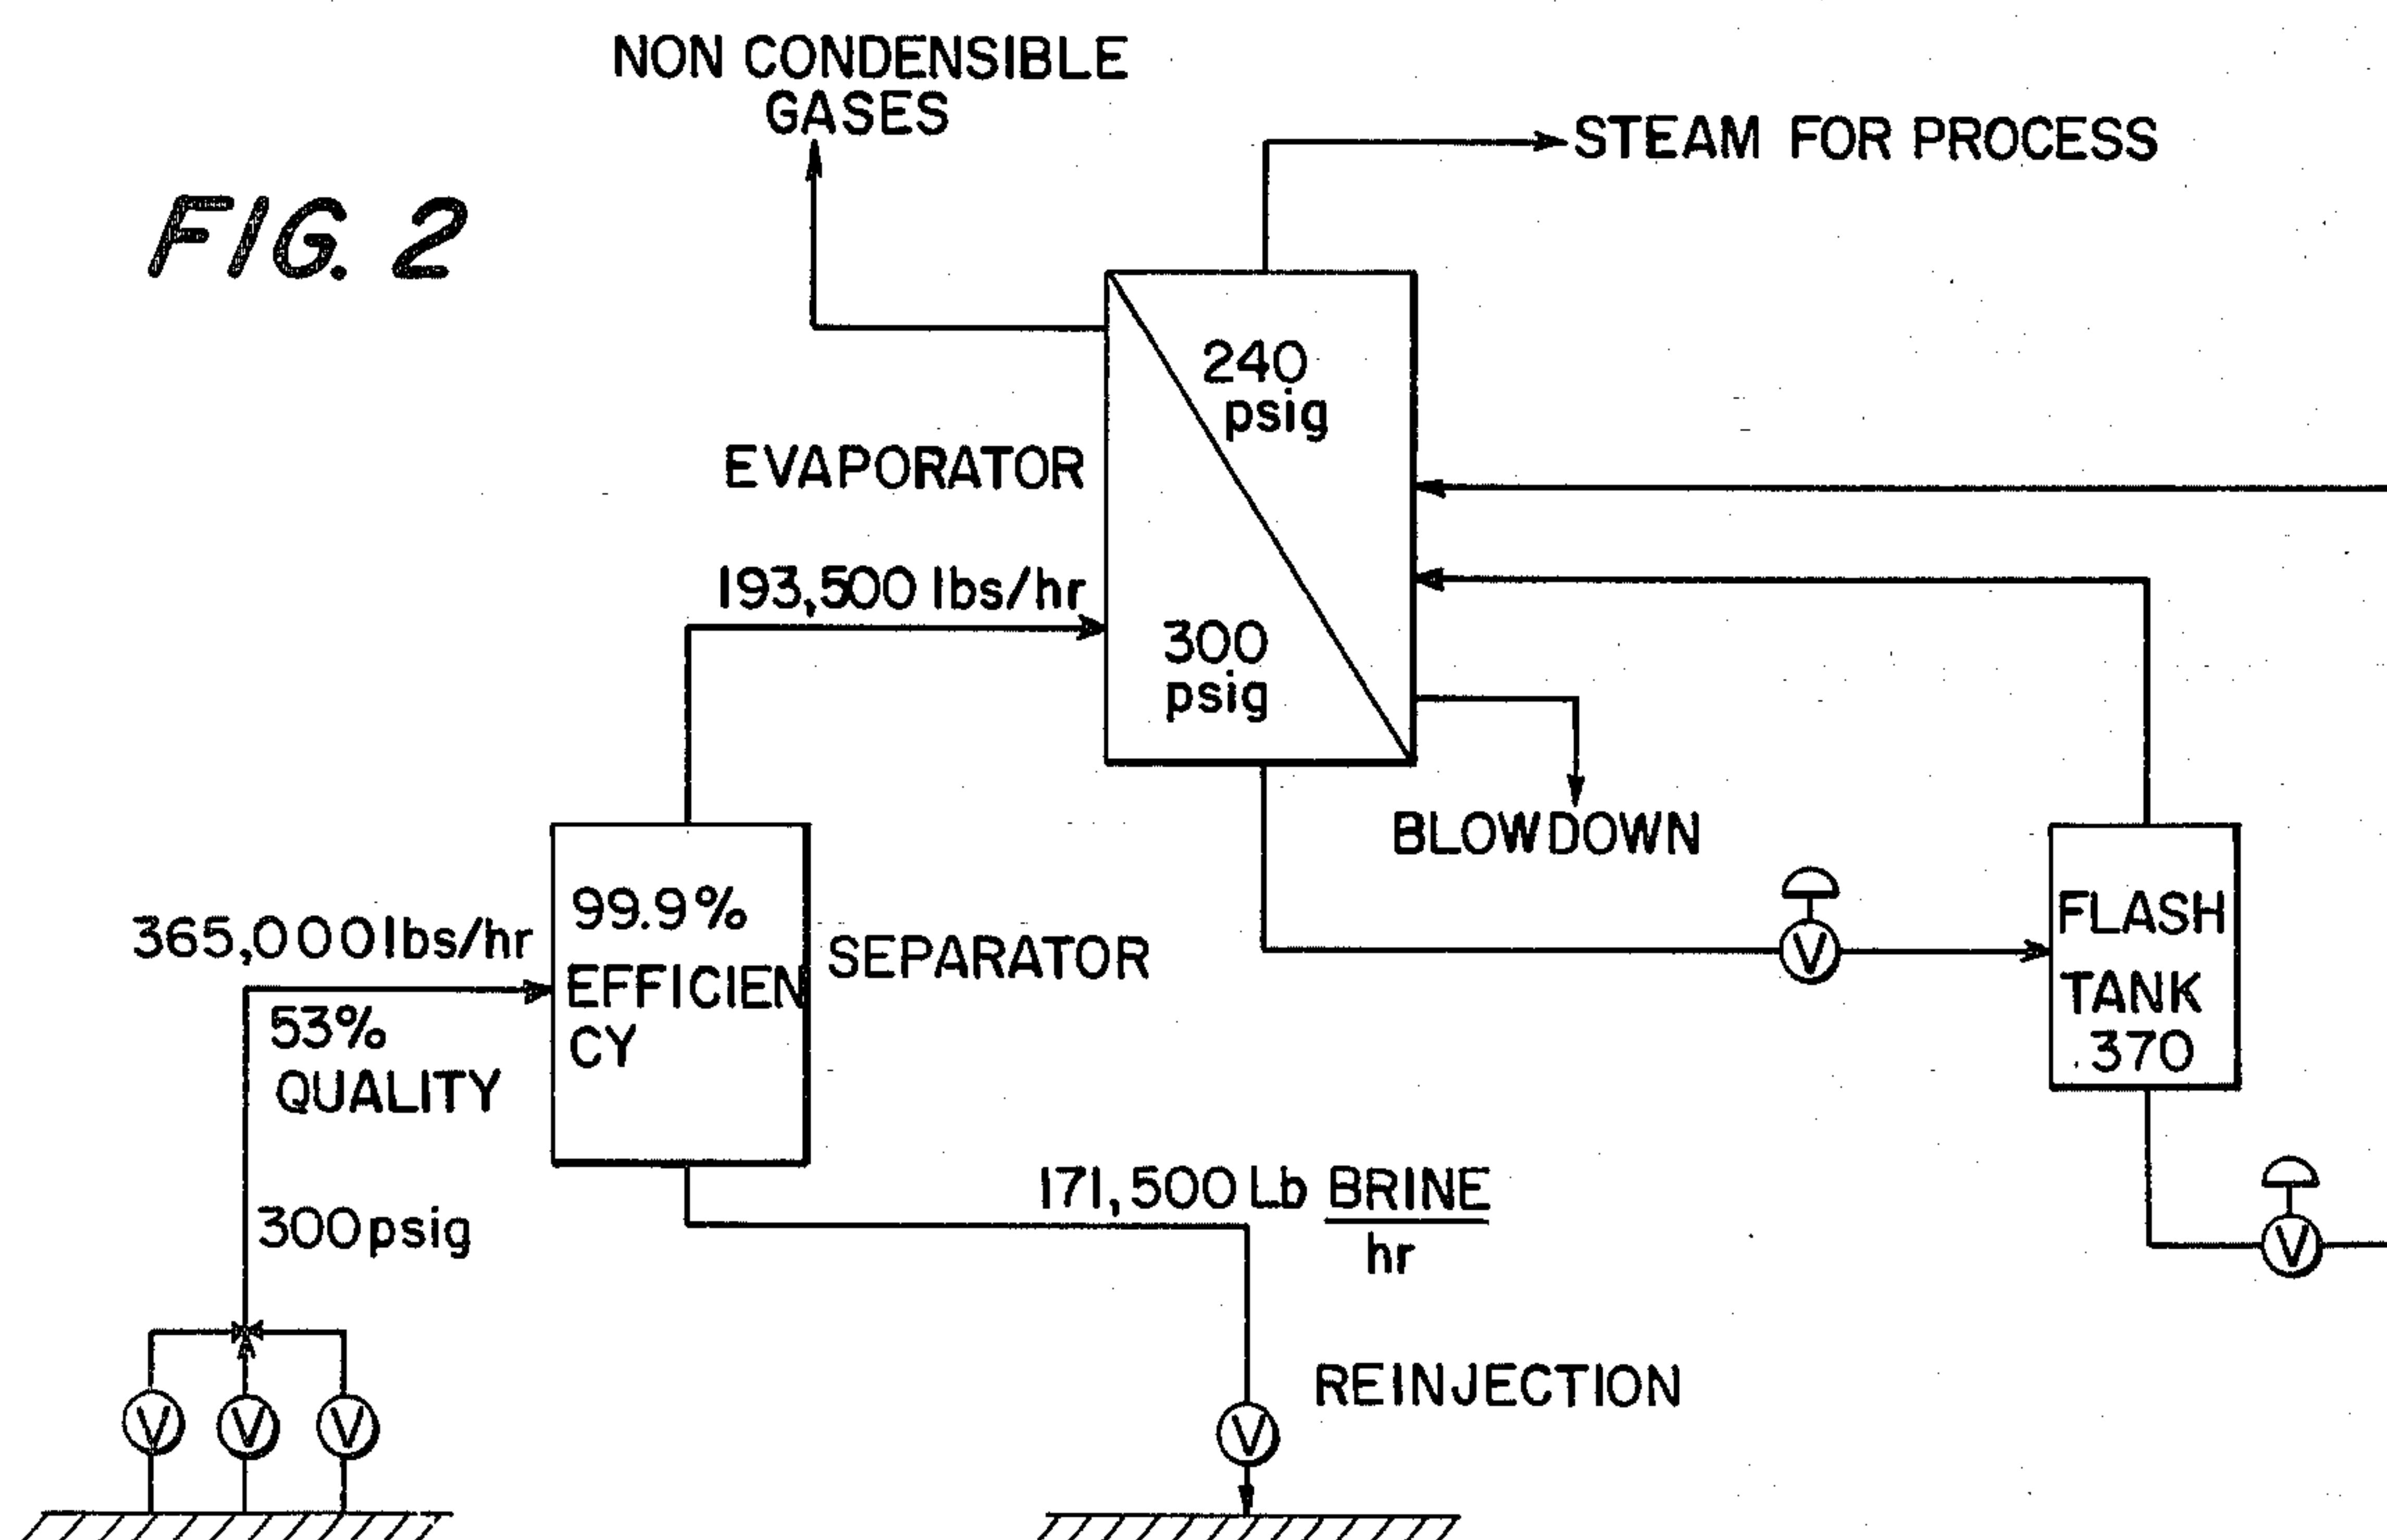 NON CONDENSIBLE
GASES
STEAM FOR PROCESS
FIG. 2
240
psig
EVAPORATOR
193,500 lbs/hr
300
psig
BLOWDOWN
99.9%
EFFICIEN
CY
SEPARATOR
365,000 lbs/hr
53%
QUALITY
300 psig
V
FLASH
TANK
370
V
171,500 Lb BRINE
hr
REINJECTION
V
V
V
V